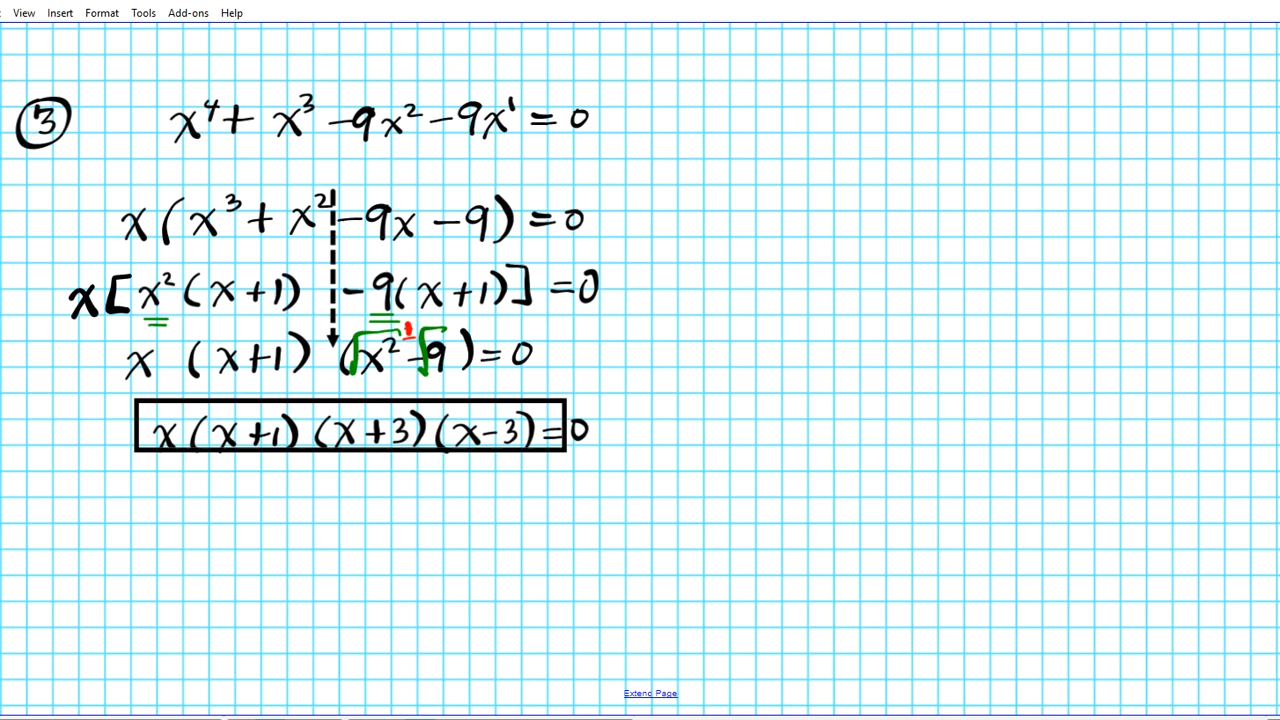 View Insert Format Tools Add-ons Help
③ x⁴ + x³ - 9x² - 9x¹ = 0
x(x³ + x² - 9x - 9) = 0
x[x²(x+1) - 9(x+1)] = 0
x (x+1) (√x² - √9) = 0
x(x+1)(x+3)(x-3) = 0
Extend Page